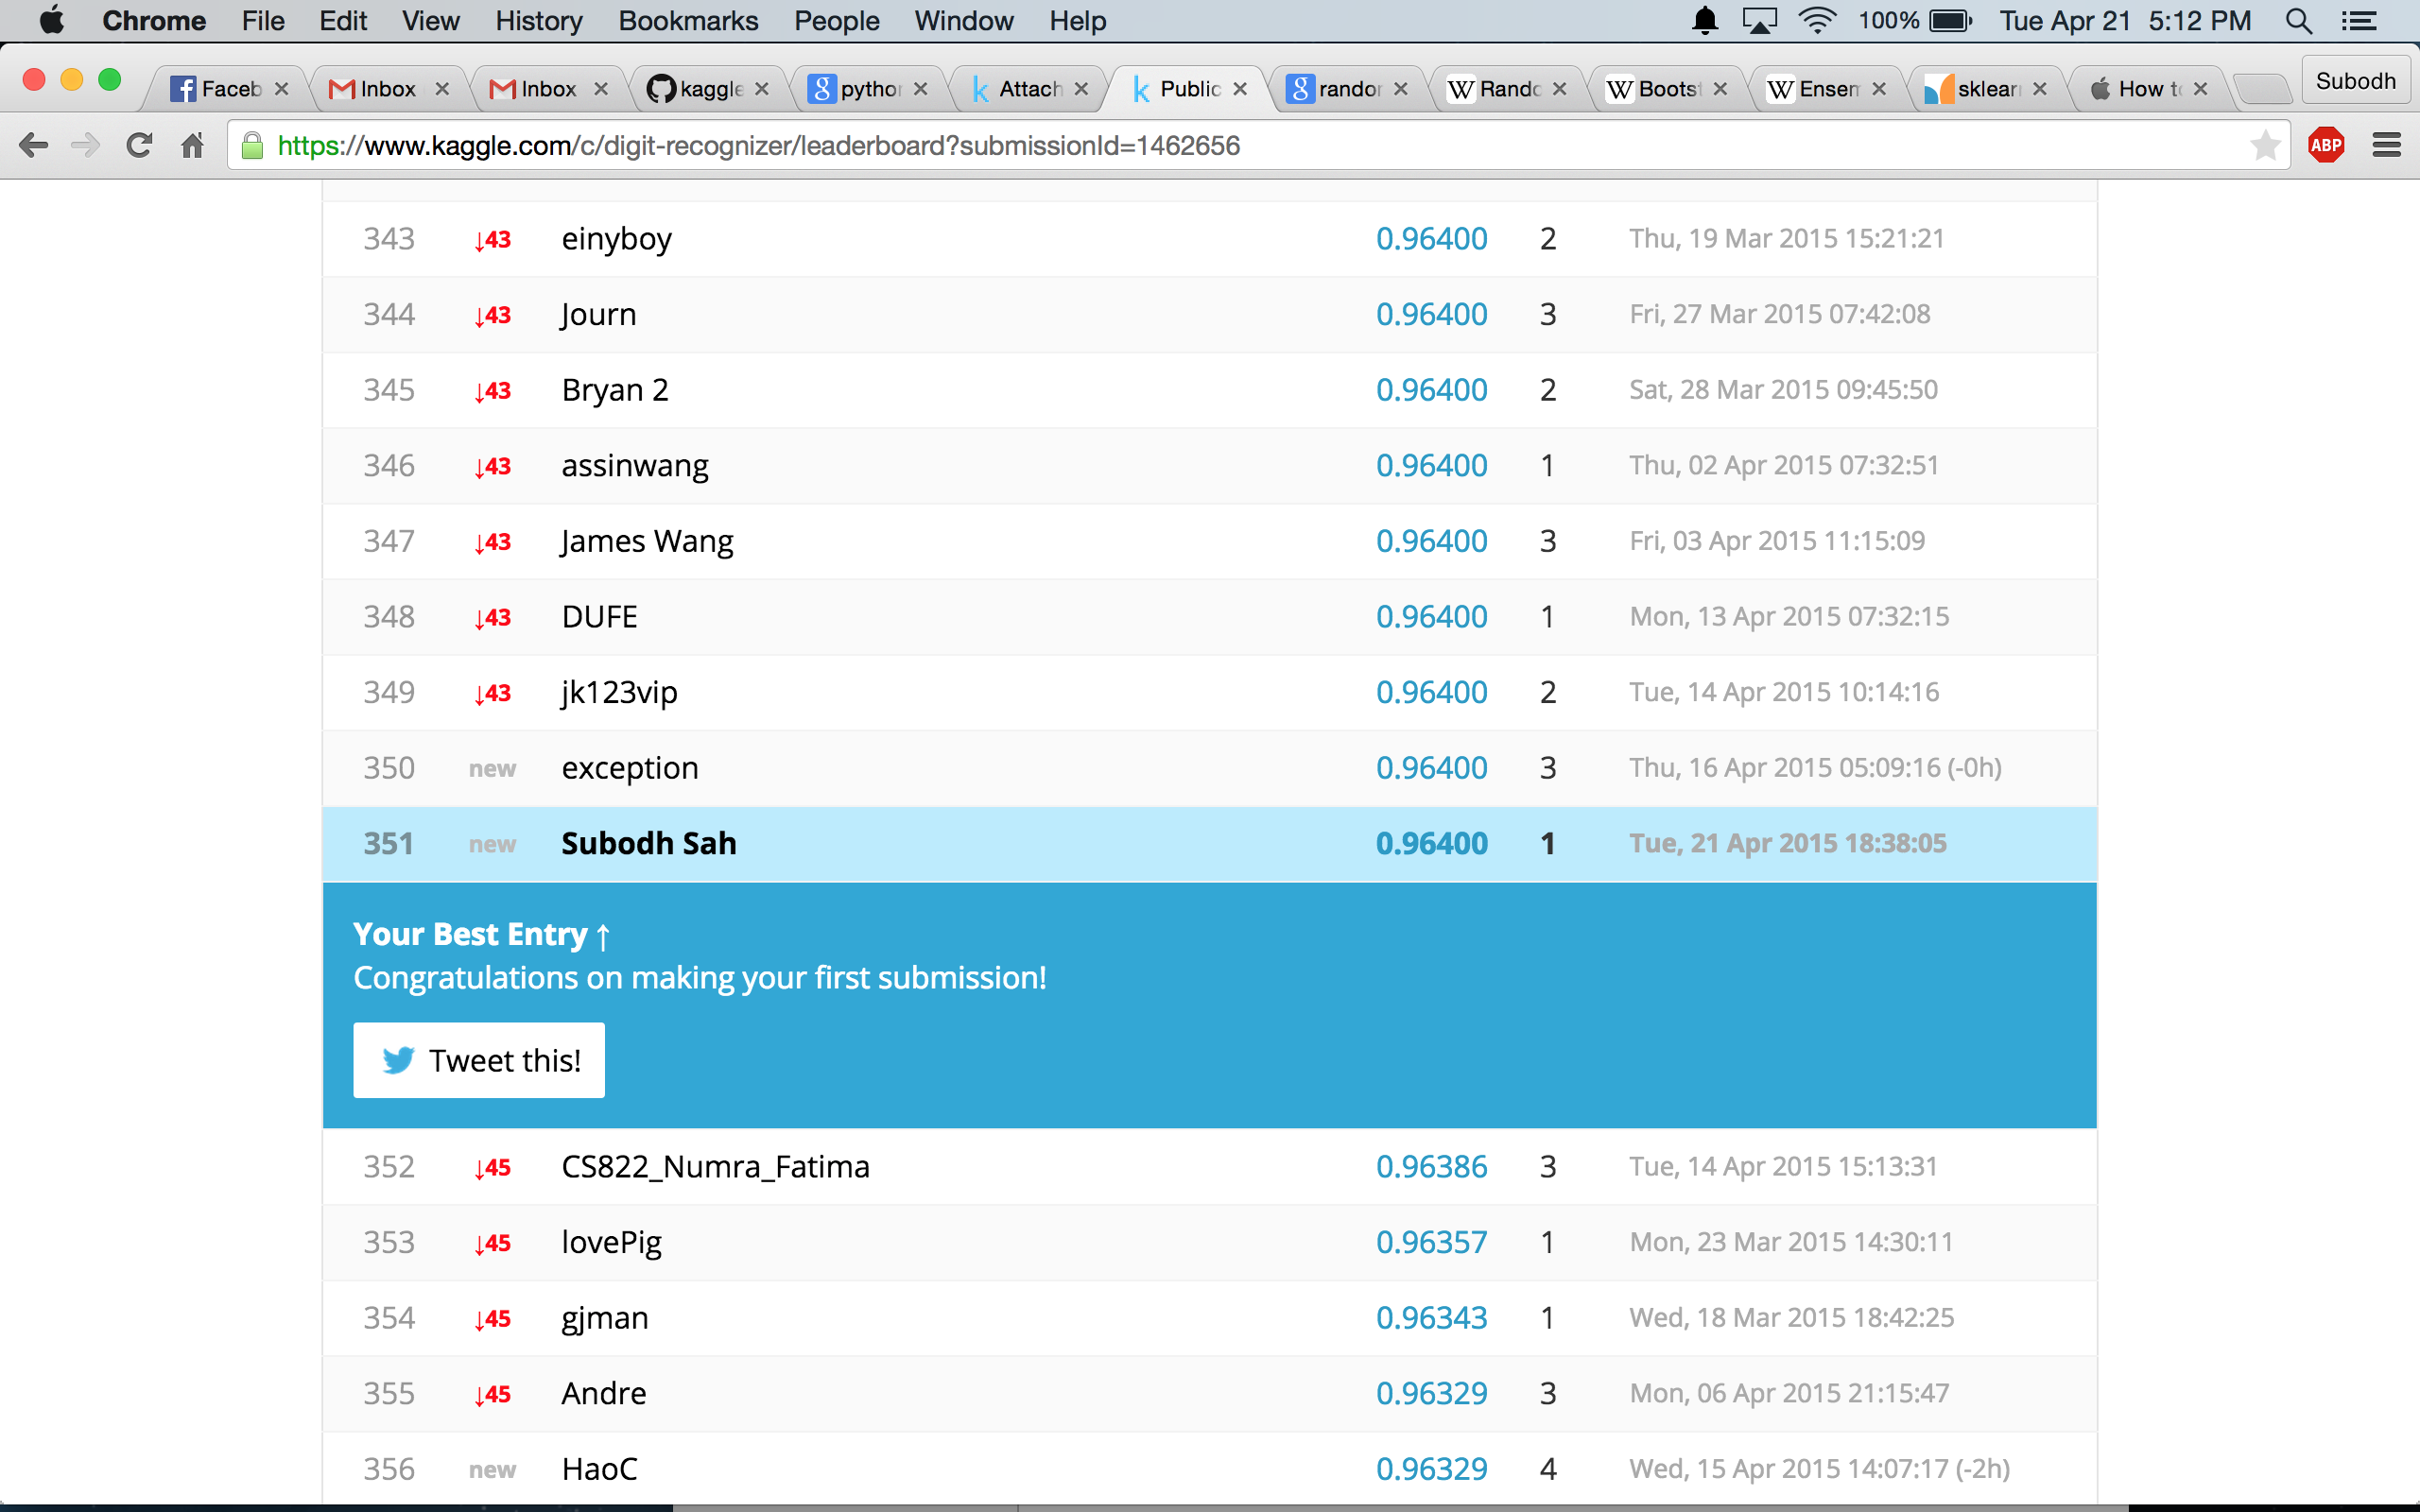 Chrome File Edit View History Bookmarks People Window Help 100% Tue Apr 21 5:12 PM
Faceb Inbox Inbox kaggle pythor Attach Public randor Rando Boots Ensem sklear How to Subodh
https://www.kaggle.com/c/digit-recognizer/leaderboard?submissionId=1462656 ABP
343 ↓43 einyboy 0.96400 2 Thu, 19 Mar 2015 15:21:21
344 ↓43 Journ 0.96400 3 Fri, 27 Mar 2015 07:42:08
345 ↓43 Bryan 2 0.96400 2 Sat, 28 Mar 2015 09:45:50
346 ↓43 assinwang 0.96400 1 Thu, 02 Apr 2015 07:32:51
347 ↓43 James Wang 0.96400 3 Fri, 03 Apr 2015 11:15:09
348 ↓43 DUFE 0.96400 1 Mon, 13 Apr 2015 07:32:15
349 ↓43 jk123vip 0.96400 2 Tue, 14 Apr 2015 10:14:16
350 new exception 0.96400 3 Thu, 16 Apr 2015 05:09:16 (-0h)
351 new Subodh Sah 0.96400 1 Tue, 21 Apr 2015 18:38:05
Your Best Entry ↑
Congratulations on making your first submission!
Tweet this!
352 ↓45 CS822_Numra_Fatima 0.96386 3 Tue, 14 Apr 2015 15:13:31
353 ↓45 lovePig 0.96357 1 Mon, 23 Mar 2015 14:30:11
354 ↓45 gjman 0.96343 1 Wed, 18 Mar 2015 18:42:25
355 ↓45 Andre 0.96329 3 Mon, 06 Apr 2015 21:15:47
356 new HaoC 0.96329 4 Wed, 15 Apr 2015 14:07:17 (-2h)